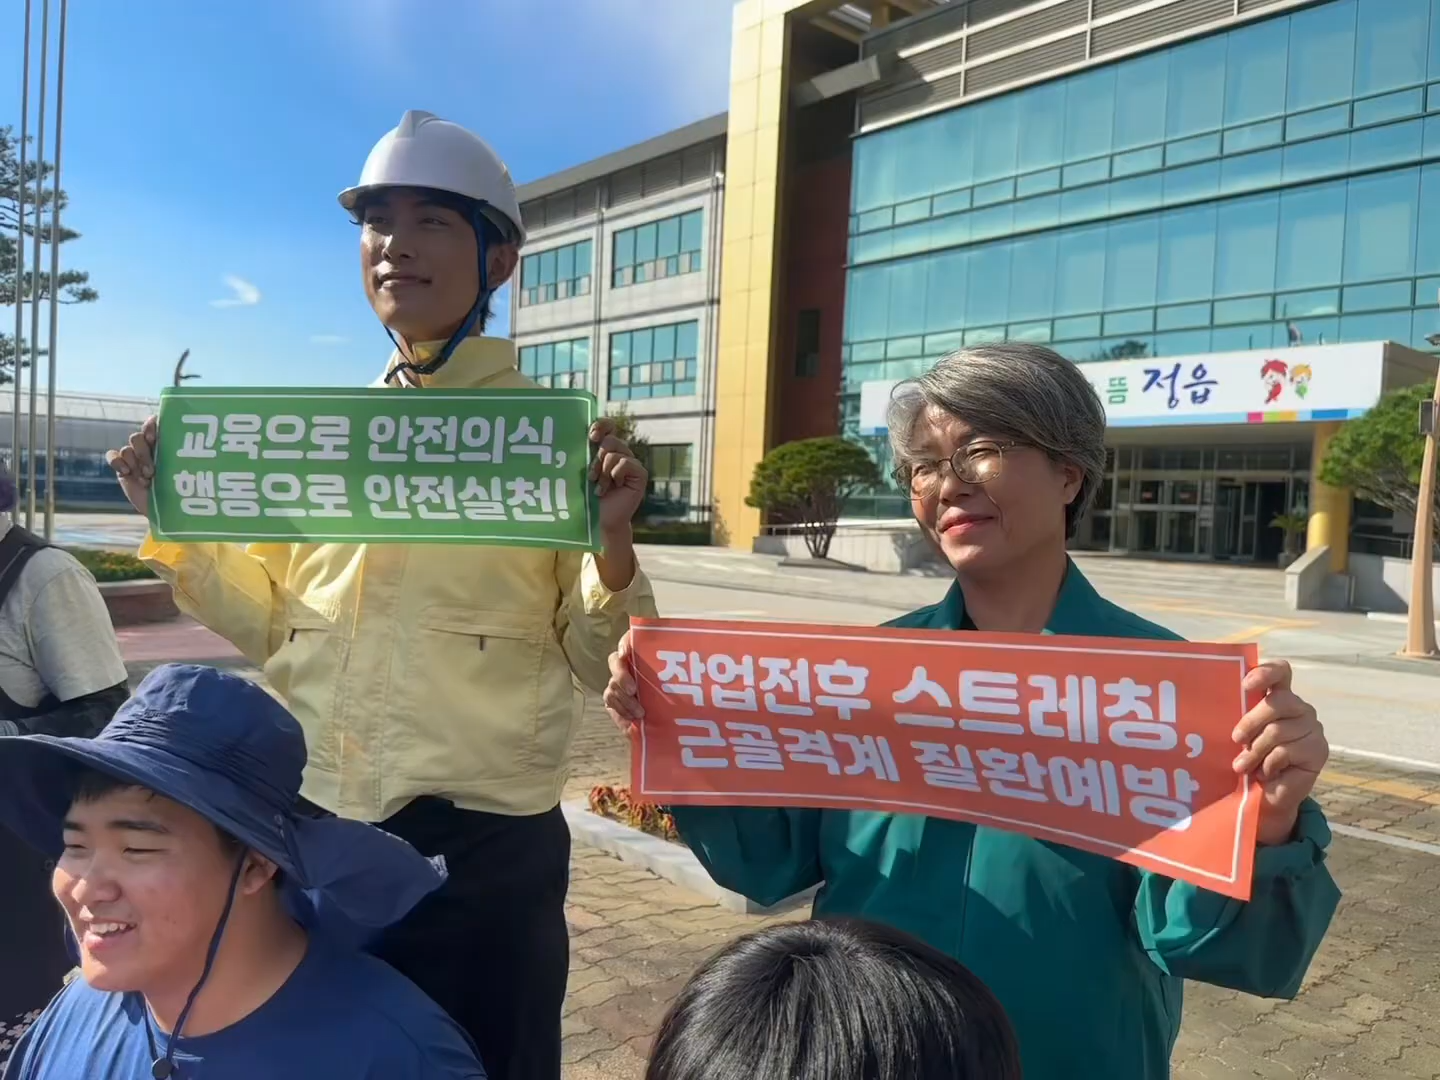 교육으로 안전의식,
행동으로 안전실천!
뜸 정읍
작업전후 스트레칭,
근골격계 질환예방